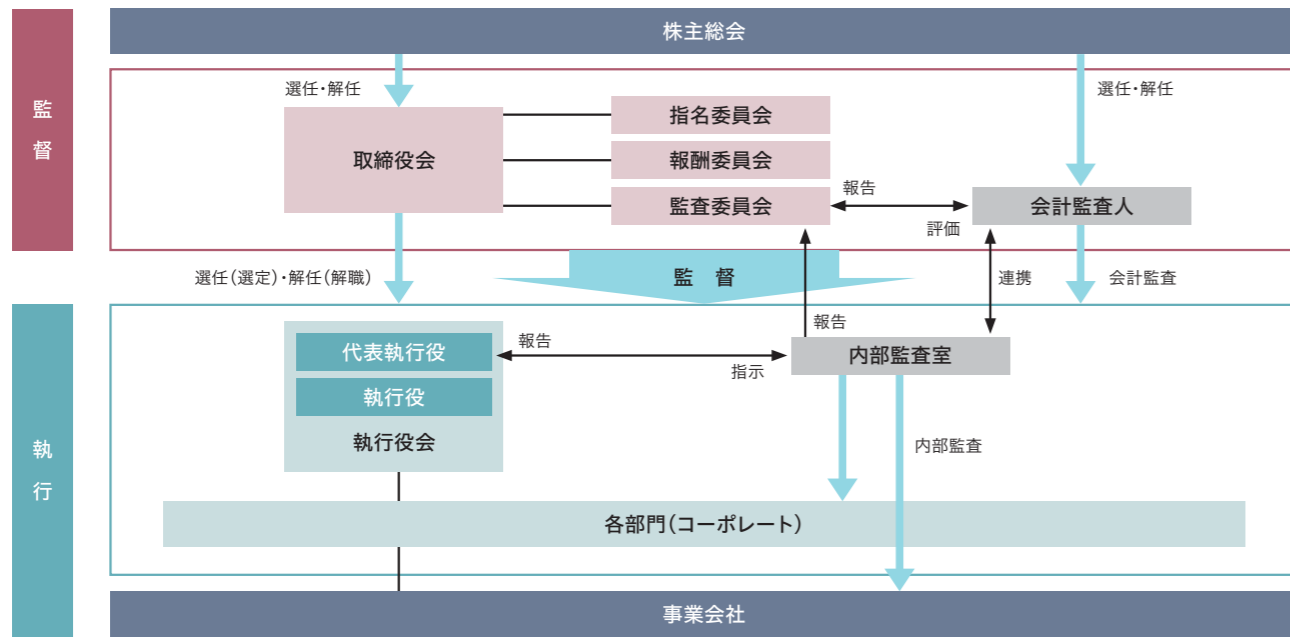 株主総会
監督
選任・解任
選任・解任
指名委員会
取締役会
報酬委員会
監査委員会
報告
評価
会計監査人
選任(選定)・解任(解職)
監 督
連携
会計監査
執行
報告
代表執行役
報告
指示
内部監査室
執行役
執行役会
内部監査
各部門(コーポレート)
事業会社